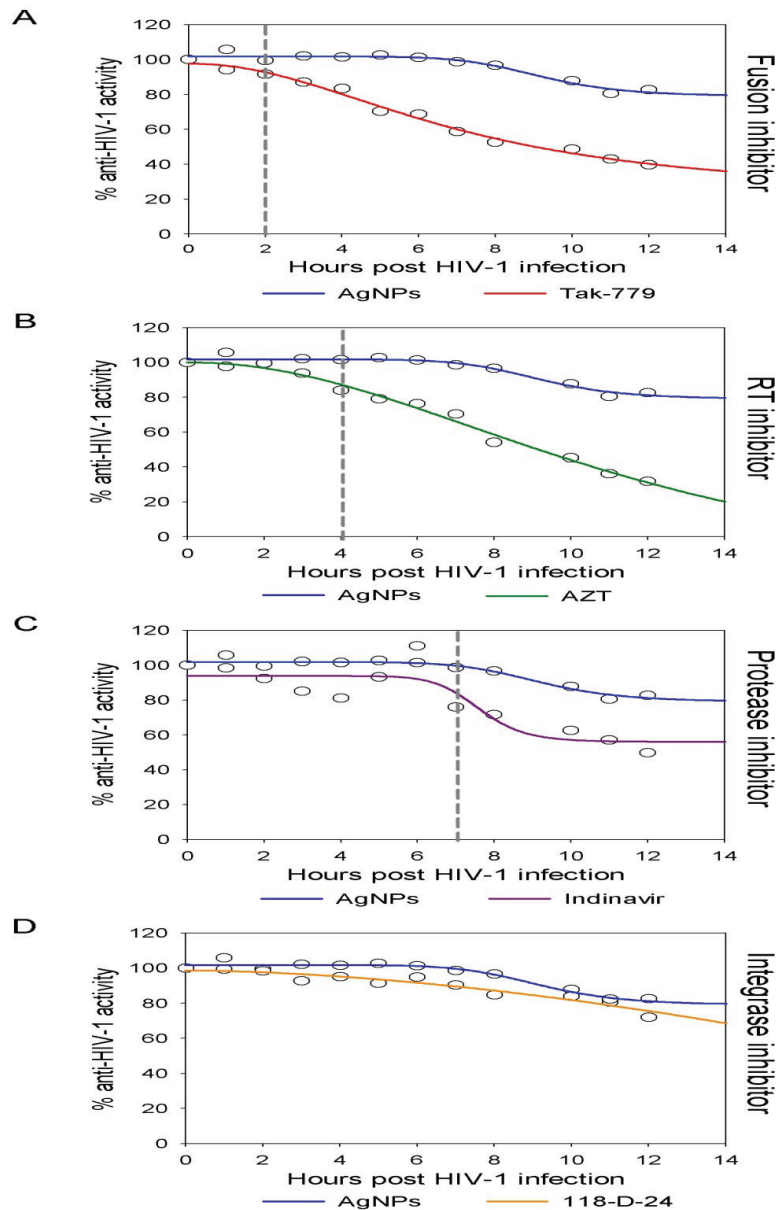 A
120
100
80
60
40
20
0
% anti-HIV-1 activity
0 2 4 6 8 10 12 14
Hours post HIV-1 infection
AgNPs Tak-779
Fusion inhibitor
B
120
100
80
60
40
20
0
% anti-HIV-1 activity
0 2 4 6 8 10 12 14
Hours post HIV-1 infection
AgNPs AZT
RT inhibitor
C
120
100
80
60
40
20
0
% anti-HIV-1 activity
0 2 4 6 8 10 12 14
Hours post HIV-1 infection
AgNPs Indinavir
Protease inhibitor
D
120
100
80
60
40
20
0
% anti-HIV-1 activity
0 2 4 6 8 10 12 14
Hours post HIV-1 infection
AgNPs 118-D-24
Integrase inhibitor